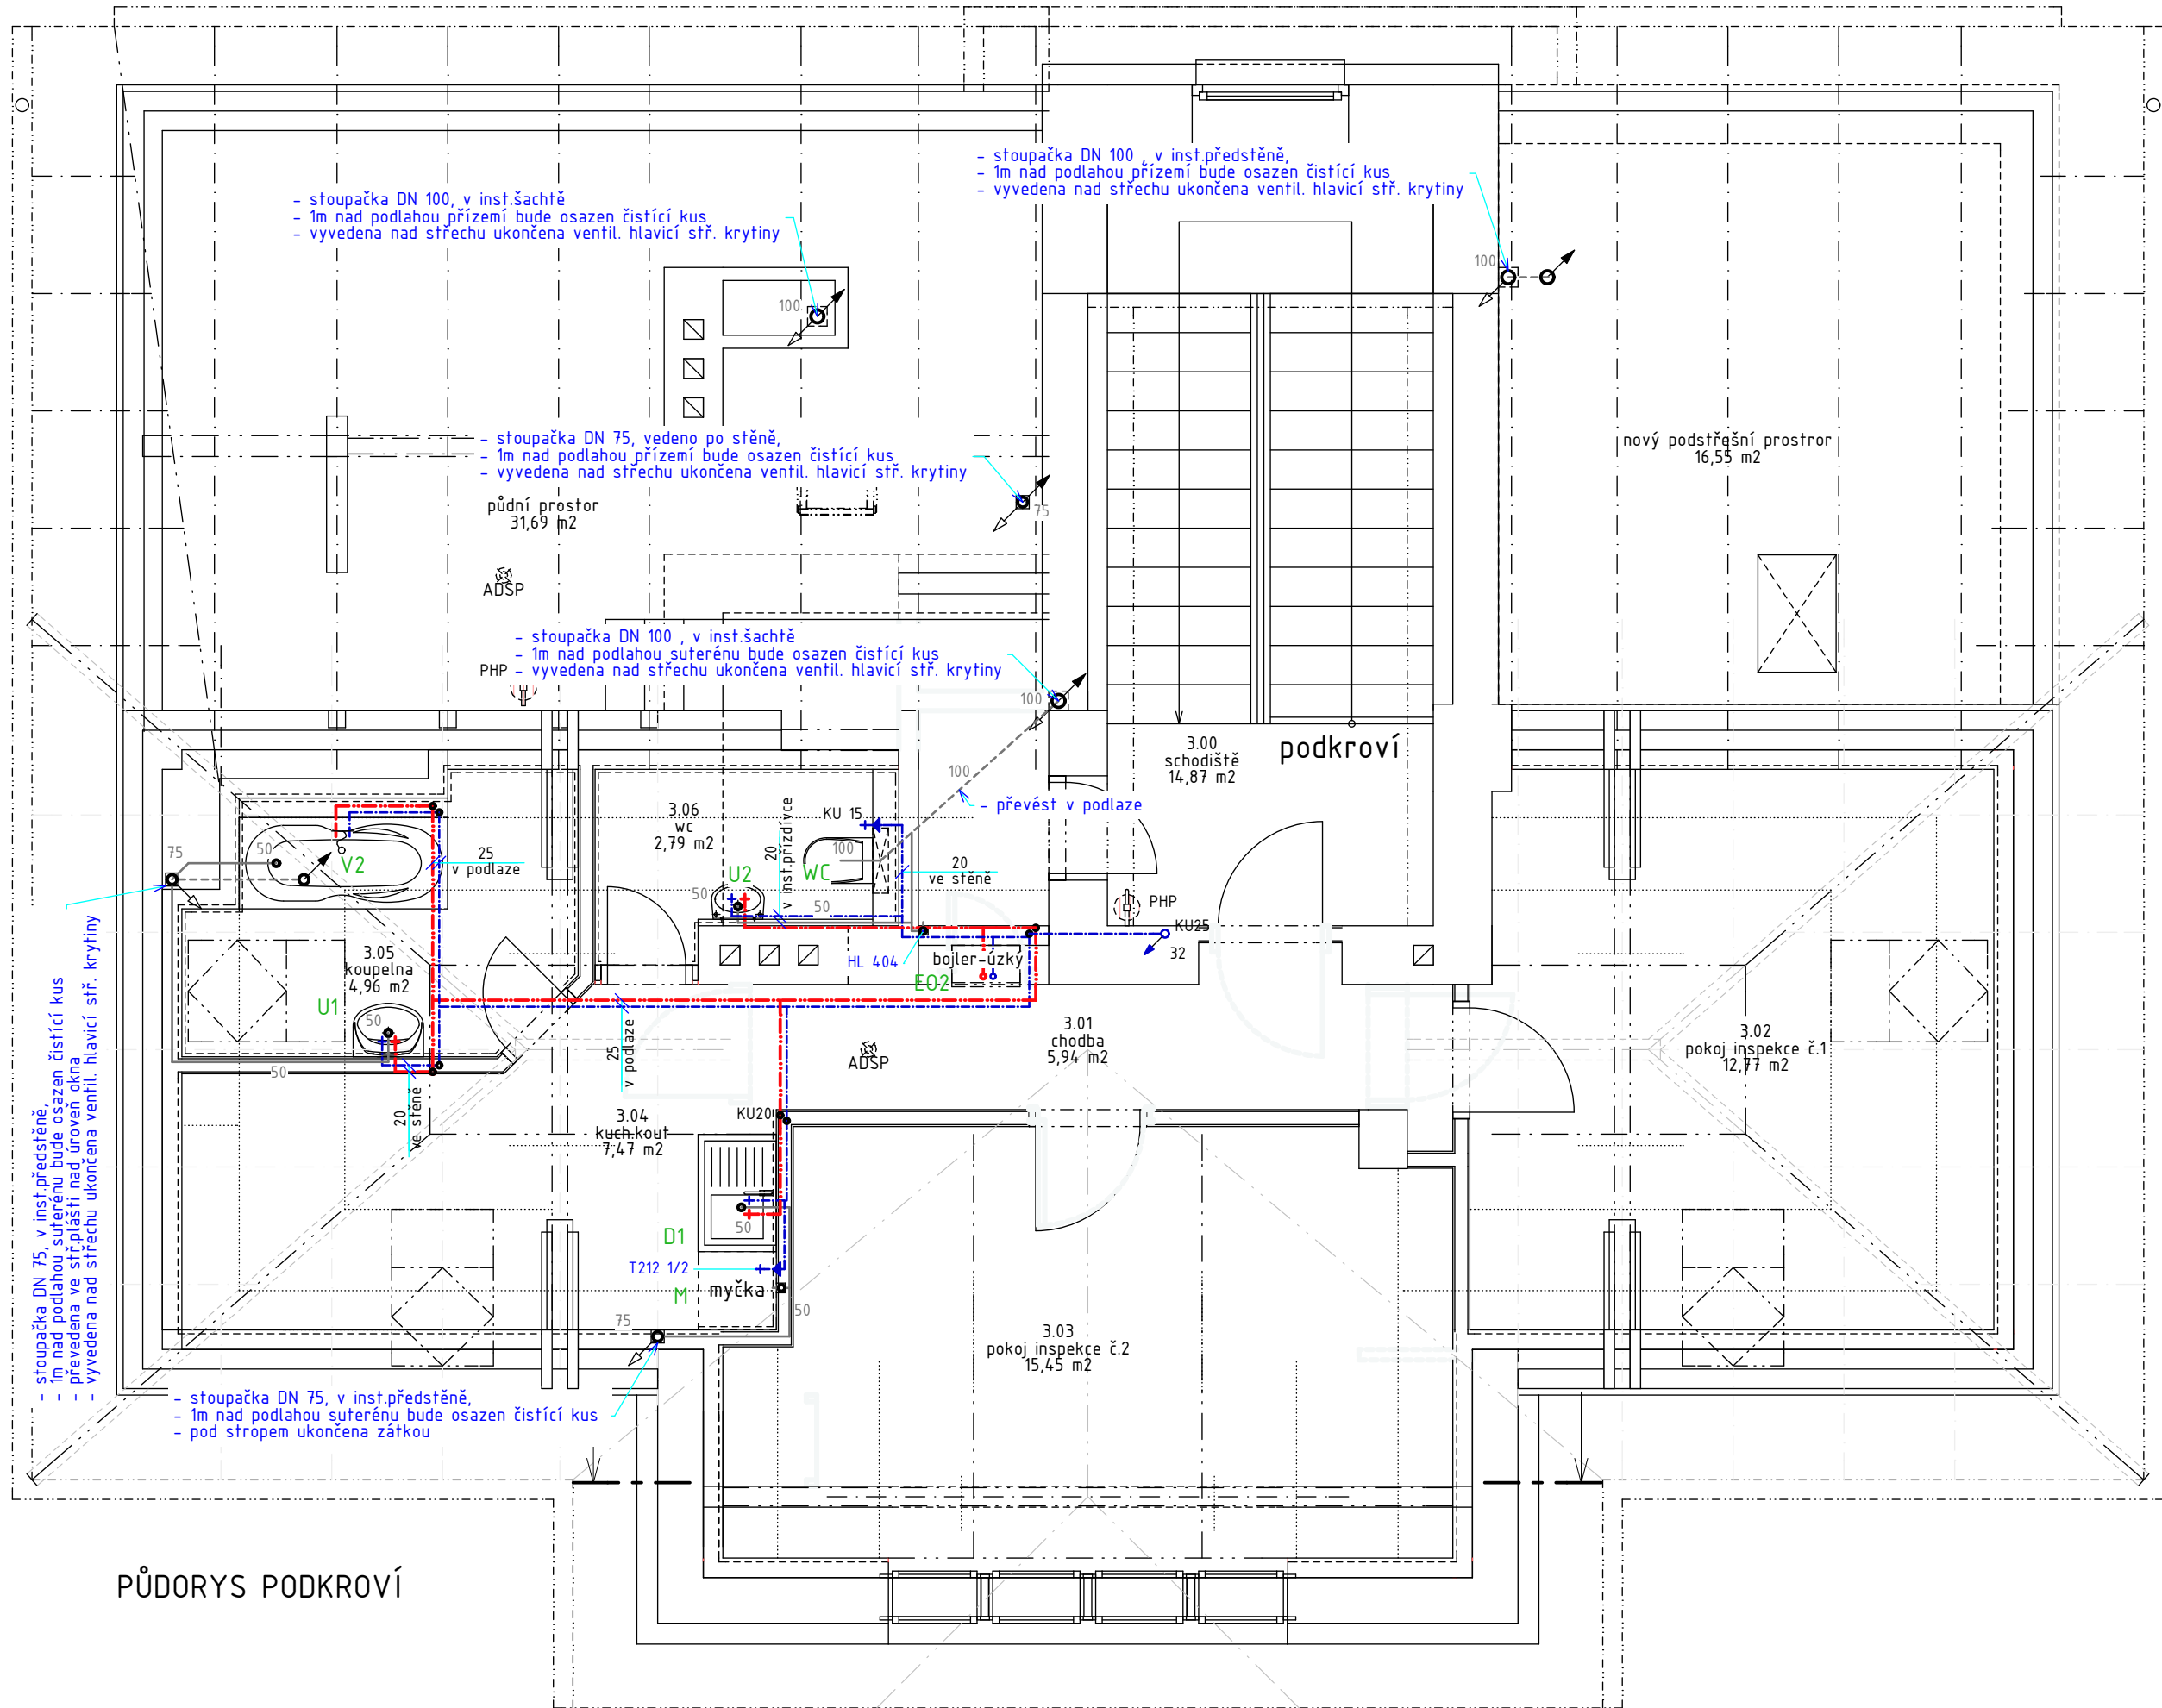 - stoupačka DN 100 , v inst.předstěně,
- 1m nad podlahou přízemí bude osazen čistící kus
- vyvedena nad střechu ukončena ventil. hlavicí stř. krytiny
- stoupačka DN 100, v inst.šachtě
- 1m nad podlahou přízemí bude osazen čistící kus
- vyvedena nad střechu ukončena ventil. hlavicí stř. krytiny
100
100
- stoupačka DN 75, vedeno po stěně,
- 1m nad podlahou přízemí bude osazen čistící kus
- vyvedena nad střechu ukončena ventil. hlavicí stř. krytiny
75
půdní prostor
31,69 m2
nový podstřešní prostror
16,55 m2
ADSP
- stoupačka DN 100 , v inst.šachtě
- 1m nad podlahou suterénu bude osazen čistící kus
- vyvedena nad střechu ukončena ventil. hlavicí stř. krytiny
PHP
100
3.00
schodiště
14,87 m2
podkroví
100
- převést v podlaze
3.06
wc
2,79 m2
KU 15
20
v inst.přizdívce
100
WC
U2
50
50
20
ve stěně
75
50
V2
25
v podlaze
PHP
KU25
32
HL 404
bojler-úzký
EO2
3.05
koupelna
4,96 m2
U1
50
50
20
ve stěně
25
v podlaze
ADSP
3.01
chodba
5,94 m2
3.02
pokoj inspekce č.1
12,77 m2
3.04
kuch.kout
7,47 m2
KU20
50
D1
T212 1/2
M
myčka
50
75
3.03
pokoj inspekce č.2
15,45 m2
- stoupačka DN 75, v inst.předstěně,
- 1m nad podlahou suterénu bude osazen čistící kus
- převedena ve stř.plášti nad úroveň okna
- vyvedena nad střechu ukončena ventil. hlavicí stř. krytiny
- stoupačka DN 75, v inst.předstěně,
- 1m nad podlahou suterénu bude osazen čistící kus
- pod stropem ukončena zátkou
PŮDORYS PODKROVÍ